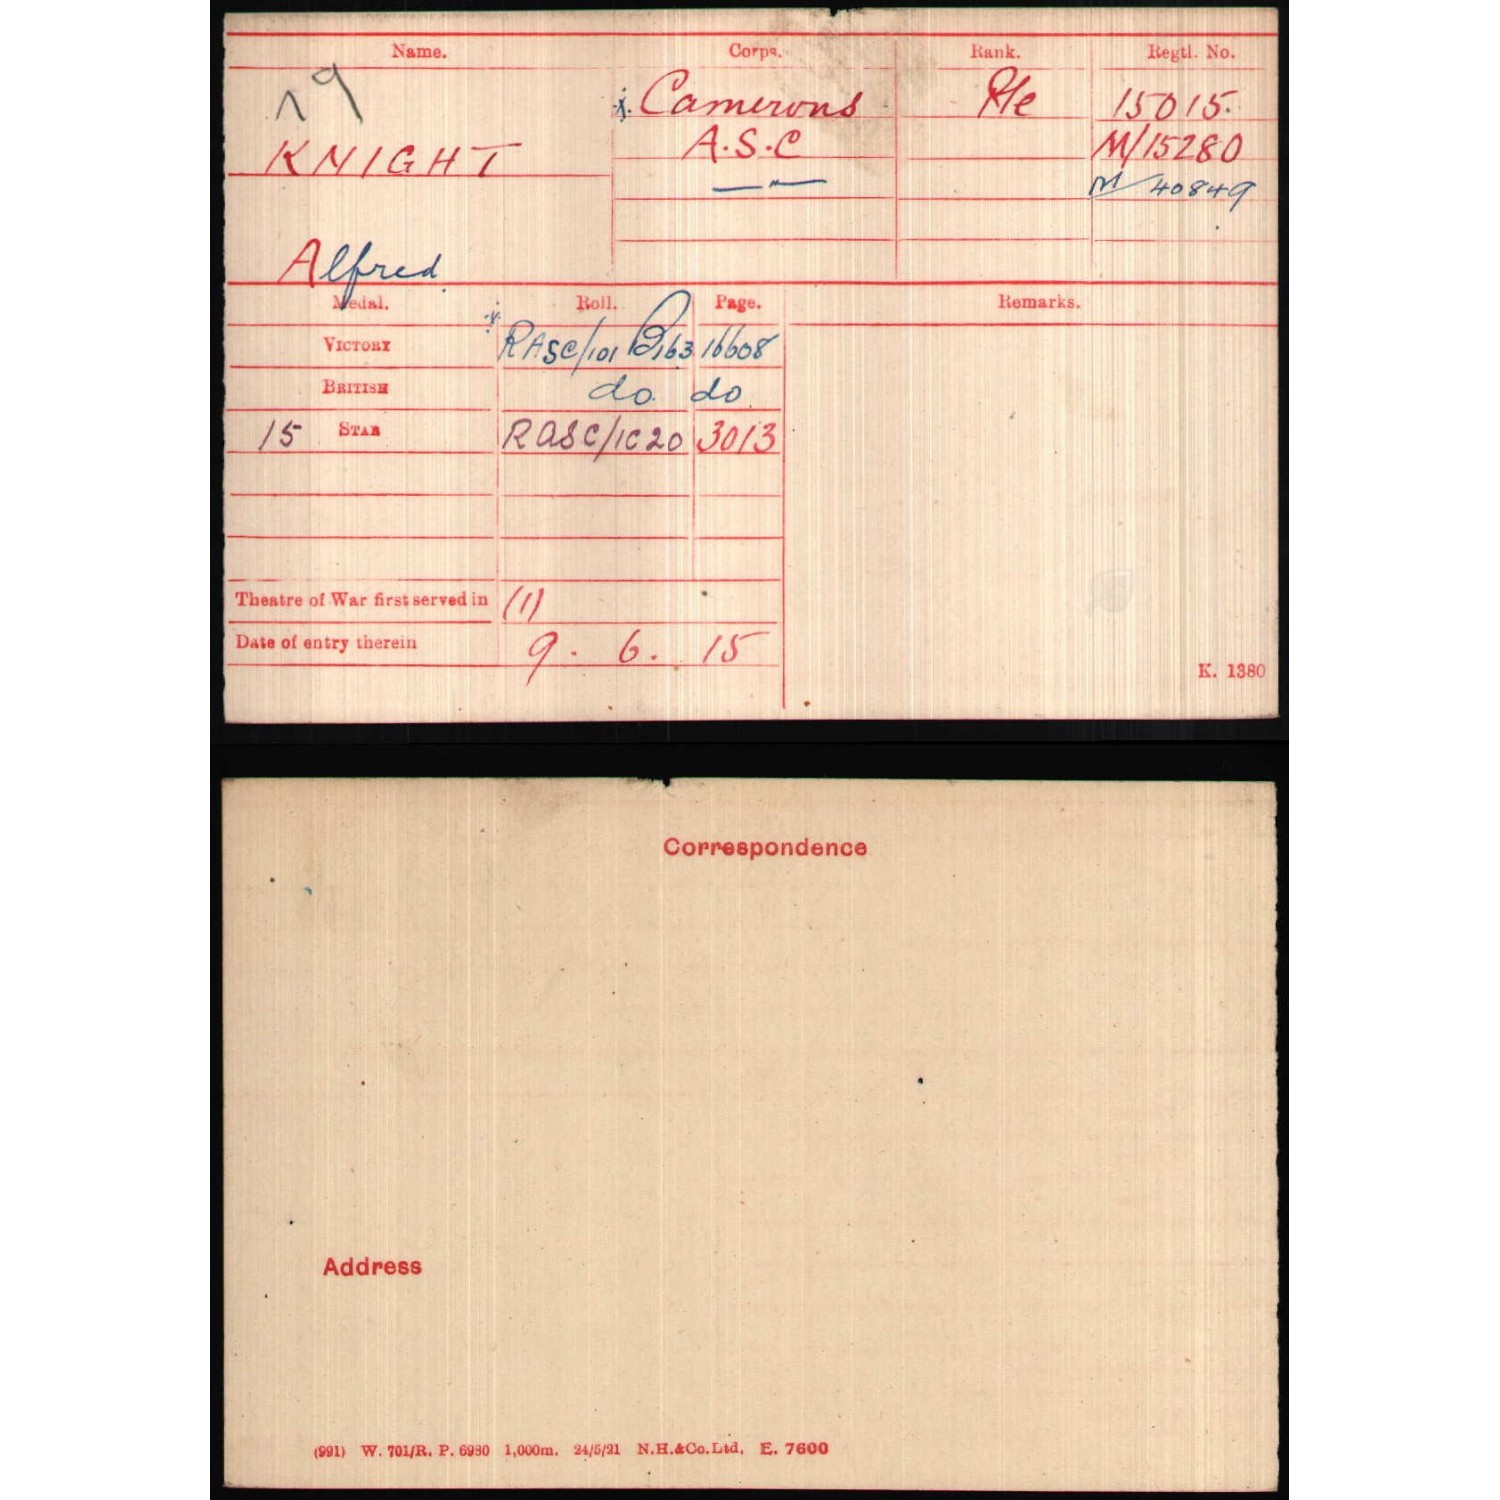 Name. Corps. Rank. Regtl. No.
19 Camerons Pte 15015.
KNIGHT A.S.C M/15280
— " — M/40849
Alfred
Medal. Roll. Page. Remarks.
VICTORY RASC/101 B163 16608
BRITISH do do
15 STAR RASC/1C20 3013
Theatre of War first served in (1)
Date of entry therein 9. 6. 15
K. 1380
Correspondence
Address
(991) W. 701/R. P. 6980 1,000m. 24/5/21 N.H.&Co.Ltd. E. 7600